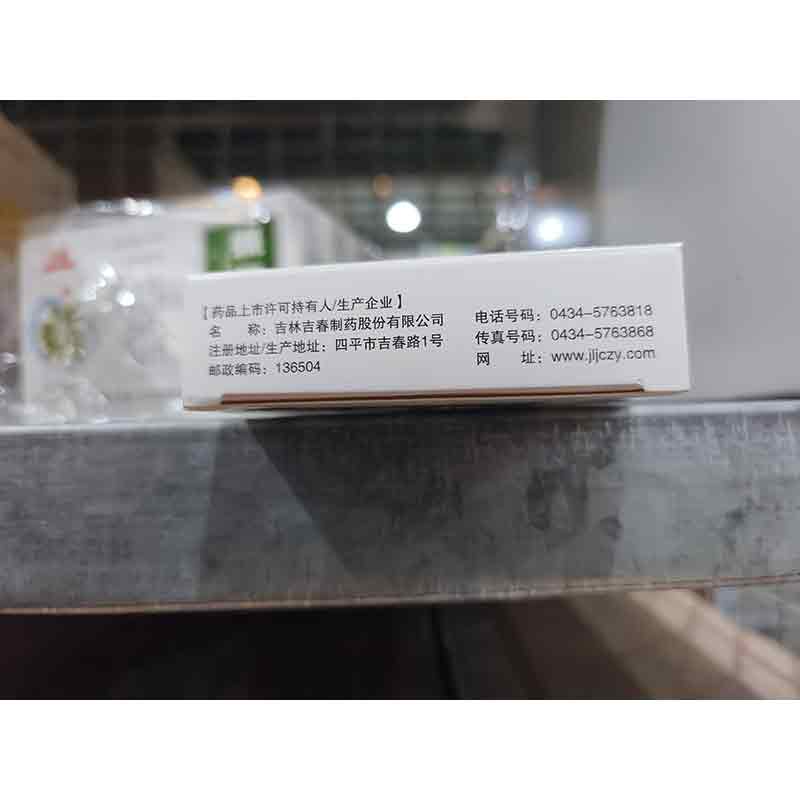 【药品上市许可持有人/生产企业】
名　　称：吉林吉春制药股份有限公司
注册地址/生产地址：四平市吉春路1号
邮政编码：136504
电话号码：0434-5763818
传真号码：0434-5763868
网　　址：www.jljczy.com